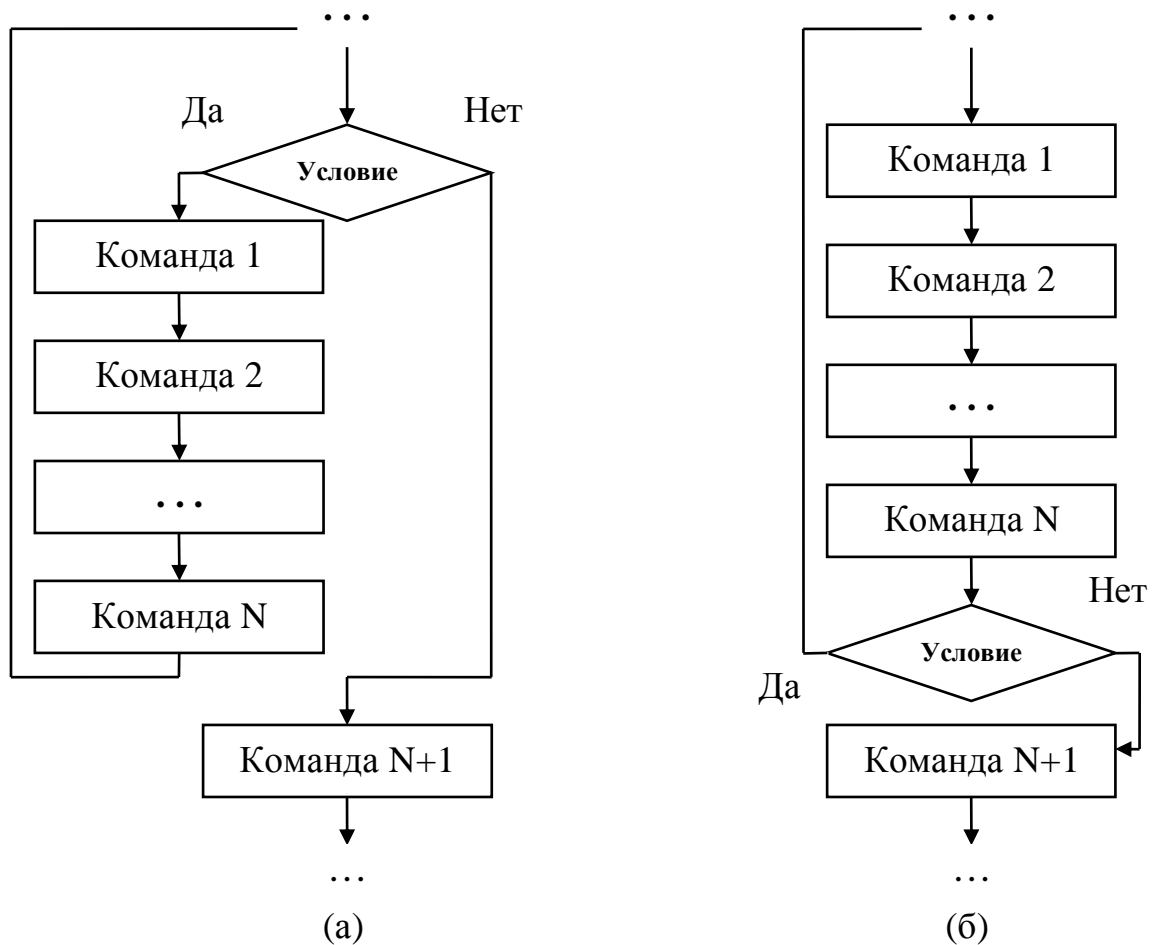 ...
Да
Нет
Условие
Команда 1
Команда 2
...
Команда N
Команда N+1
...
(а)
...
Команда 1
Команда 2
...
Команда N
Нет
Условие
Да
Команда N+1
...
(б)